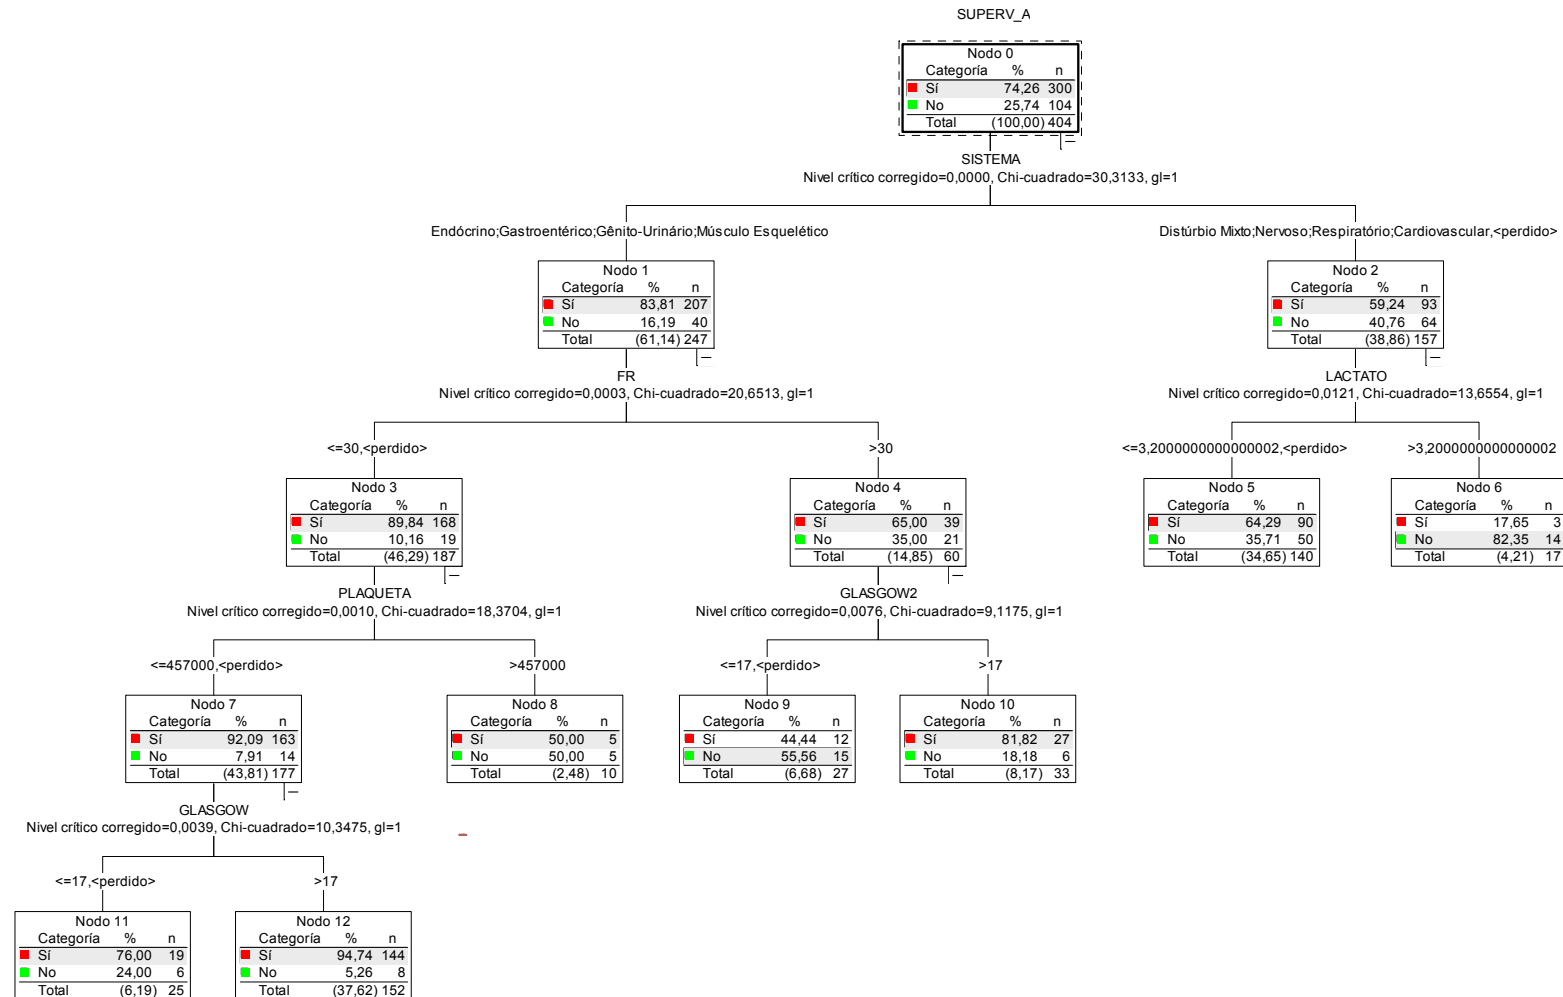 SUPERV_A
Nodo 0
Categoría % n
Sí 74,26 300
No 25,74 104
Total (100,00) 404
SISTEMA
Nivel crítico corregido=0,0000, Chi-cuadrado=30,3133, gl=1
Endócrino;Gastroentérico;Gênito-Urinário;Músculo Esquelético
Nodo 1
Categoría % n
Sí 83,81 207
No 16,19 40
Total (61,14) 247
FR
Nivel crítico corregido=0,0003, Chi-cuadrado=20,6513, gl=1
Distúrbio Mixto;Nervoso;Respiratório;Cardiovascular,<perdido>
Nodo 2
Categoría % n
Sí 59,24 93
No 40,76 64
Total (38,86) 157
LACTATO
Nivel crítico corregido=0,0121, Chi-cuadrado=13,6554, gl=1
<=30,<perdido>
Nodo 3
Categoría % n
Sí 89,84 168
No 10,16 19
Total (46,29) 187
PLAQUETA
Nivel crítico corregido=0,0010, Chi-cuadrado=18,3704, gl=1
>30
Nodo 4
Categoría % n
Sí 65,00 39
No 35,00 21
Total (14,85) 60
GLASGOW2
Nivel crítico corregido=0,0076, Chi-cuadrado=9,1175, gl=1
<=3,2000000000000002,<perdido>
Nodo 5
Categoría % n
Sí 64,29 90
No 35,71 50
Total (34,65) 140
>3,2000000000000002
Nodo 6
Categoría % n
Sí 17,65 3
No 82,35 14
Total (4,21) 17
<=457000,<perdido>
Nodo 7
Categoría % n
Sí 92,09 163
No 7,91 14
Total (43,81) 177
GLASGOW
Nivel crítico corregido=0,0039, Chi-cuadrado=10,3475, gl=1
>457000
Nodo 8
Categoría % n
Sí 50,00 5
No 50,00 5
Total (2,48) 10
<=17,<perdido>
Nodo 9
Categoría % n
Sí 44,44 12
No 55,56 15
Total (6,68) 27
>17
Nodo 10
Categoría % n
Sí 81,82 27
No 18,18 6
Total (8,17) 33
<=17,<perdido>
Nodo 11
Categoría % n
Sí 76,00 19
No 24,00 6
Total (6,19) 25
>17
Nodo 12
Categoría % n
Sí 94,74 144
No 5,26 8
Total (37,62) 152